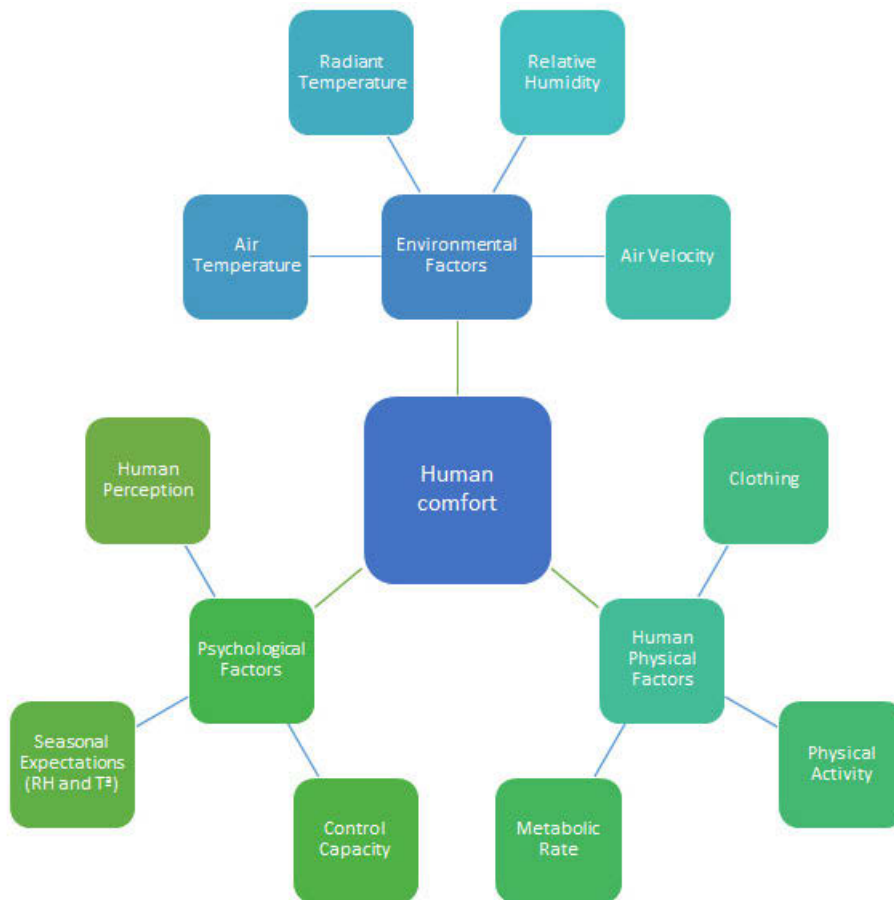 Radiant
Temperature
Relative
Humidity
Air
Temperature
Environmental
Factors
Air Velocity
Human
comfort
Human
Perception
Clothing
Psychological
Factors
Human
Physical
Factors
Seasonal
Expectations
(RH and Tª)
Physical
Activity
Control
Capacity
Metabolic
Rate